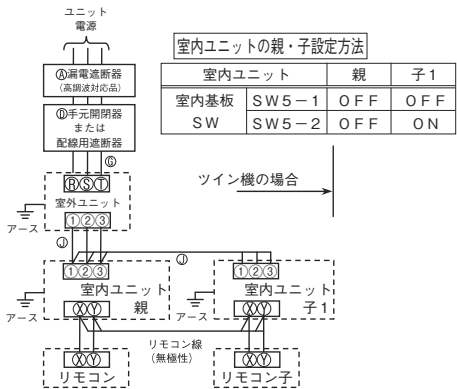 ユニット
電源
Ⓐ漏電遮断器
(高調波対応品)
Ⓓ手元開閉器
または
配線用遮断器
Ⓖ
ⓇⓈⓉ
室外ユニット
①②③
アース
Ⓙ
Ⓙ
①②③
室内ユニット
親
ⓍⓎ
アース
①②③
室内ユニット
子1
ⓍⓎ
アース
リモコン線
(無極性)
ⓍⓎ
リモコン
ⓍⓎ
リモコン子
室内ユニットの親・子設定方法
室内ユニット 親 子1
室内基板 SW5-1 OFF OFF
SW SW5-2 OFF ON
ツイン機の場合